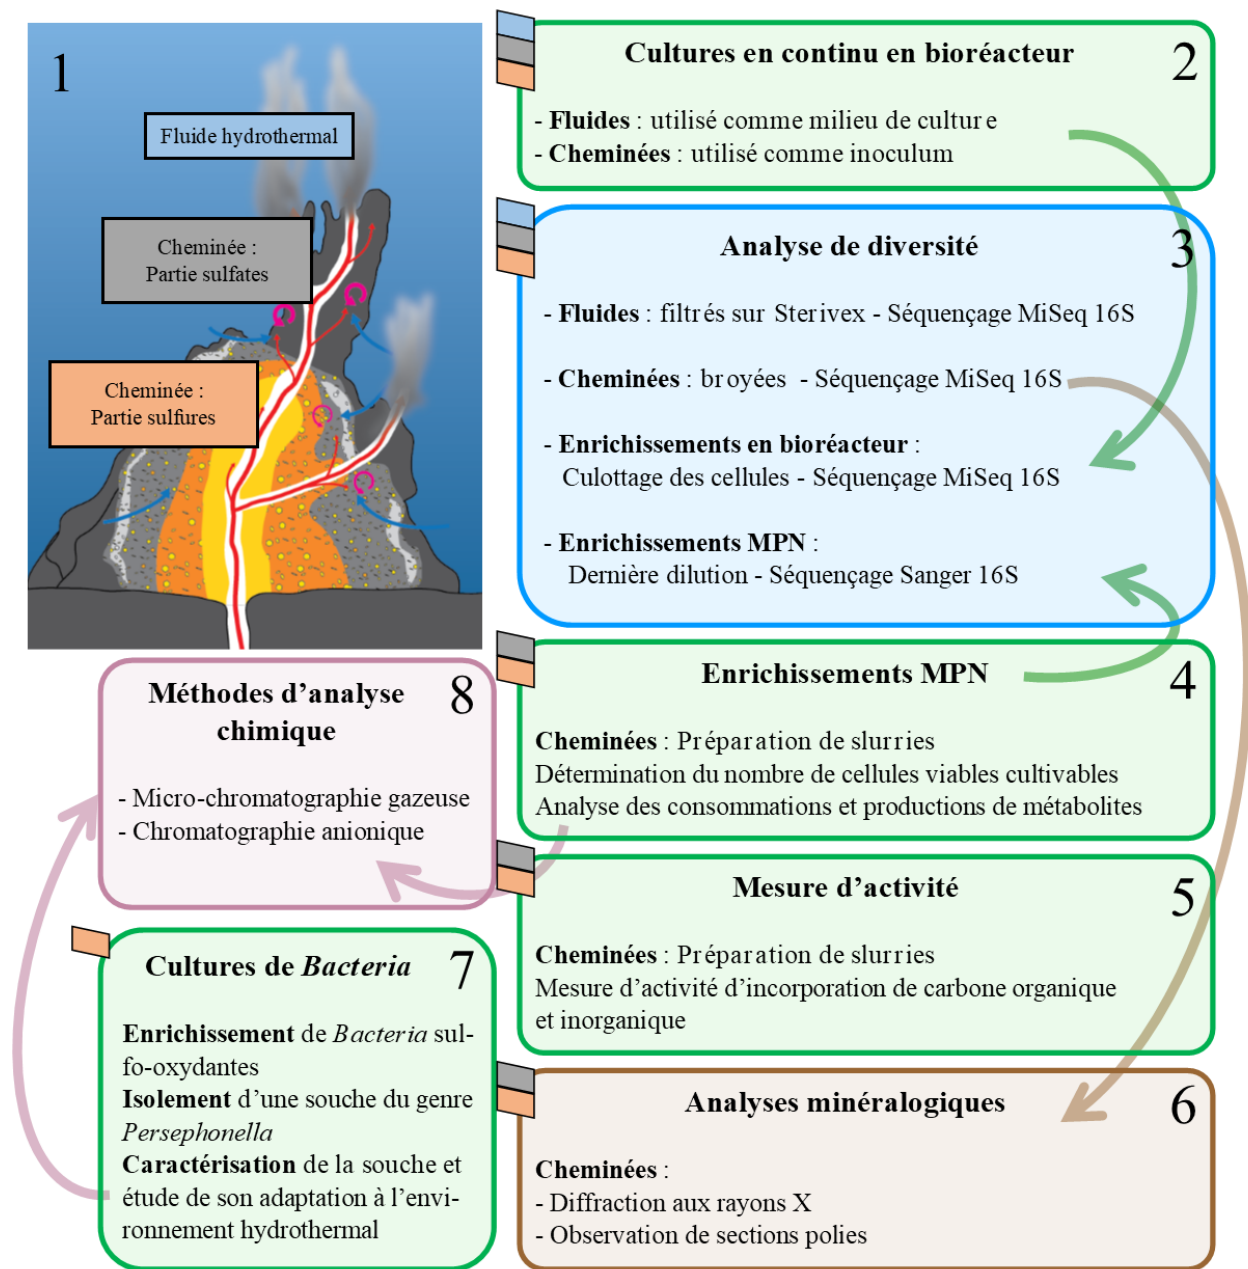 1
Fluide hydrothermal
Cheminée :
Partie sulfates
Cheminée :
Partie sulfures
Cultures en continu en bioréacteur
2
- Fluides : utilisé comme milieu de culture
- Cheminées : utilisé comme inoculum
Analyse de diversité
3
- Fluides : filtrés sur Sterivex - Séquençage MiSeq 16S
- Cheminées : broyées - Séquençage MiSeq 16S
- Enrichissements en bioréacteur :
Culottage des cellules - Séquençage MiSeq 16S
- Enrichissements MPN :
Dernière dilution - Séquençage Sanger 16S
Enrichissements MPN
4
Cheminées : Préparation de slurries
Détermination du nombre de cellules viables cultivables
Analyse des consommations et productions de métabolites
Mesure d’activité
5
Cheminées : Préparation de slurries
Mesure d’activité d’incorporation de carbone organique
et inorganique
Analyses minéralogiques
6
Cheminées :
- Diffraction aux rayons X
- Observation de sections polies
Cultures de Bacteria
7
Enrichissement de Bacteria sul-
fo-oxydantes
Isolement d’une souche du genre
Persephonella
Caractérisation de la souche et
étude de son adaptation à l’envi-
ronnement hydrothermal
Méthodes d’analyse
chimique
8
- Micro-chromatographie gazeuse
- Chromatographie anionique